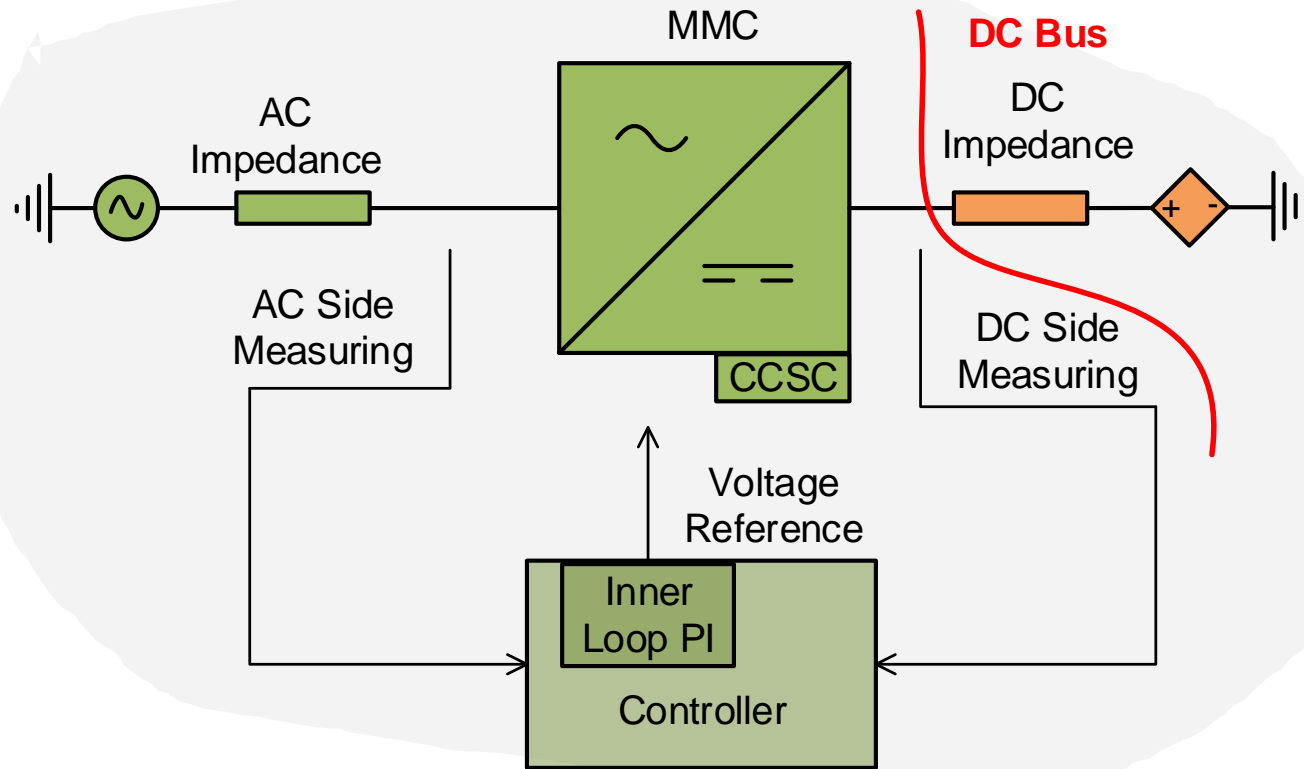 MMC
DC Bus
AC
Impedance
DC
Impedance
+ -
AC Side
Measuring
DC Side
Measuring
CCSC
Voltage
Reference
Inner
Loop PI
Controller